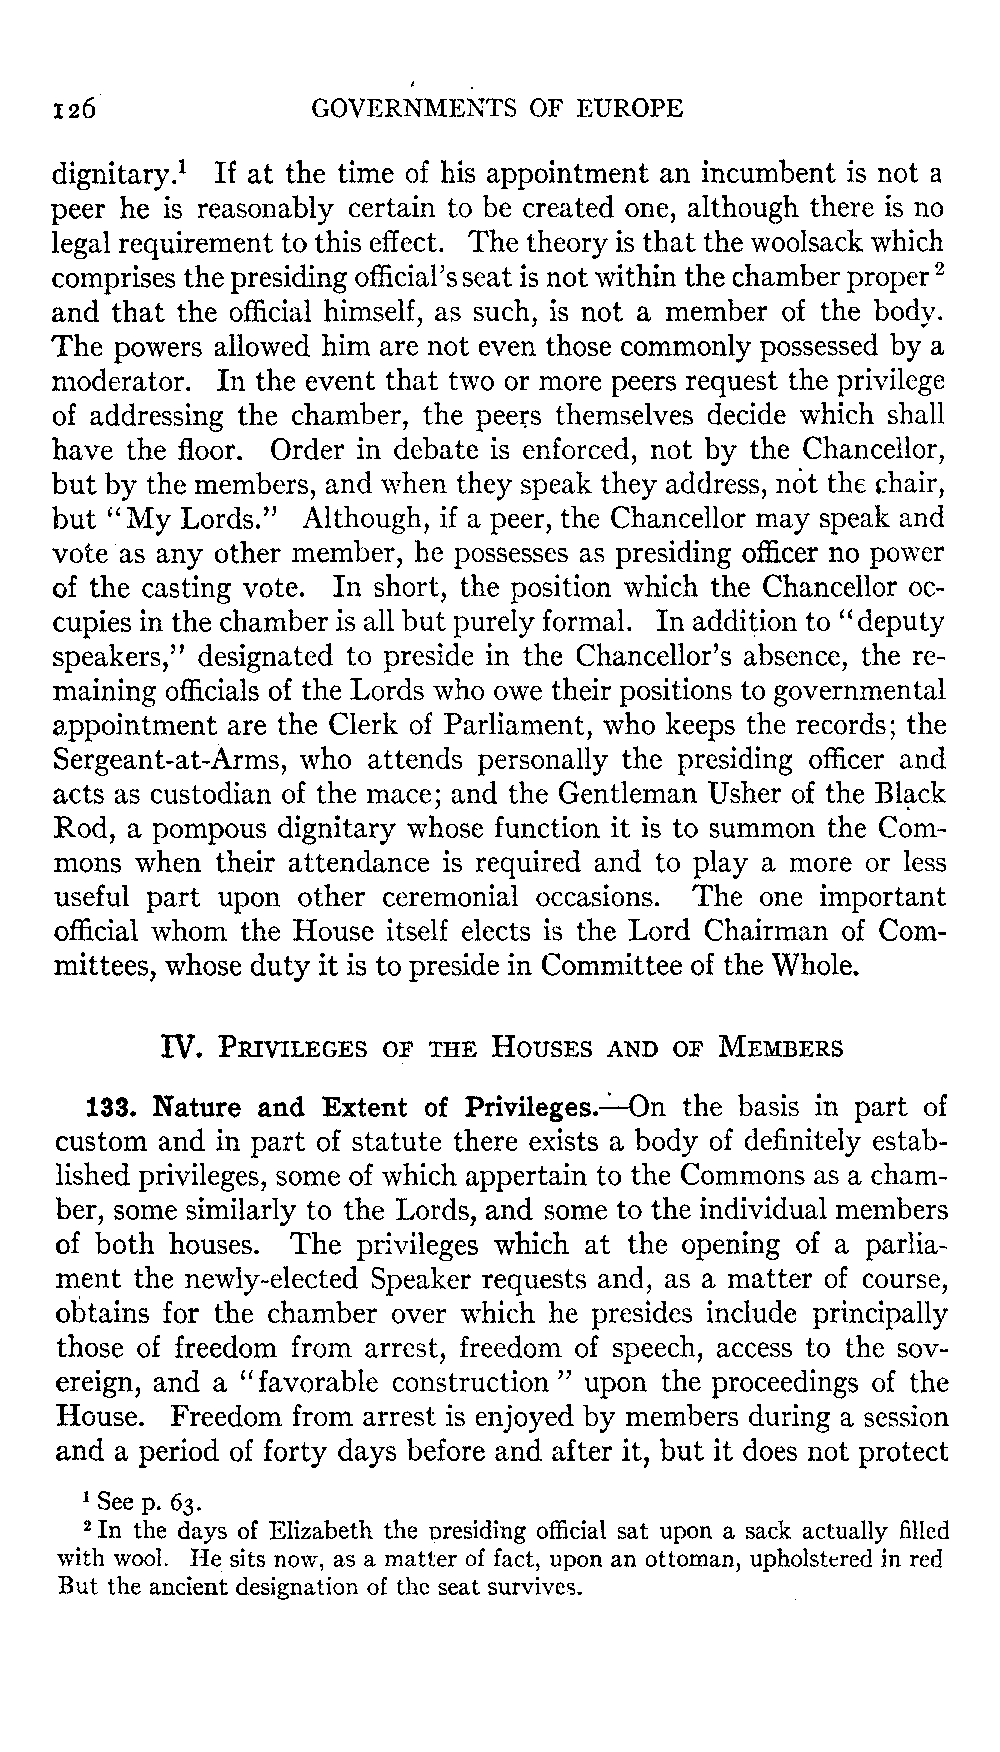 126 GOVERNMENTS OF EUROPE
dignitary.¹ If at the time of his appointment an incumbent is not a
peer he is reasonably certain to be created one, although there is no
legal requirement to this effect. The theory is that the woolsack which
comprises the presiding official's seat is not within the chamber proper²
and that the official himself, as such, is not a member of the body.
The powers allowed him are not even those commonly possessed by a
moderator. In the event that two or more peers request the privilege
of addressing the chamber, the peers themselves decide which shall
have the floor. Order in debate is enforced, not by the Chancellor,
but by the members, and when they speak they address, not the chair,
but "My Lords." Although, if a peer, the Chancellor may speak and
vote as any other member, he possesses as presiding officer no power
of the casting vote. In short, the position which the Chancellor oc-
cupies in the chamber is all but purely formal. In addition to "deputy
speakers," designated to preside in the Chancellor's absence, the re-
maining officials of the Lords who owe their positions to governmental
appointment are the Clerk of Parliament, who keeps the records; the
Sergeant-at-Arms, who attends personally the presiding officer and
acts as custodian of the mace; and the Gentleman Usher of the Black
Rod, a pompous dignitary whose function it is to summon the Com-
mons when their attendance is required and to play a more or less
useful part upon other ceremonial occasions. The one important
official whom the House itself elects is the Lord Chairman of Com-
mittees, whose duty it is to preside in Committee of the Whole.
IV. PRIVILEGES OF THE HOUSES AND OF MEMBERS
133. Nature and Extent of Privileges.—On the basis in part of
custom and in part of statute there exists a body of definitely estab-
lished privileges, some of which appertain to the Commons as a cham-
ber, some similarly to the Lords, and some to the individual members
of both houses. The privileges which at the opening of a parlia-
ment the newly-elected Speaker requests and, as a matter of course,
obtains for the chamber over which he presides include principally
those of freedom from arrest, freedom of speech, access to the sov-
ereign, and a "favorable construction" upon the proceedings of the
House. Freedom from arrest is enjoyed by members during a session
and a period of forty days before and after it, but it does not protect
¹ See p. 63.
² In the days of Elizabeth the presiding official sat upon a sack actually filled
with wool. He sits now, as a matter of fact, upon an ottoman, upholstered in red
But the ancient designation of the seat survives.